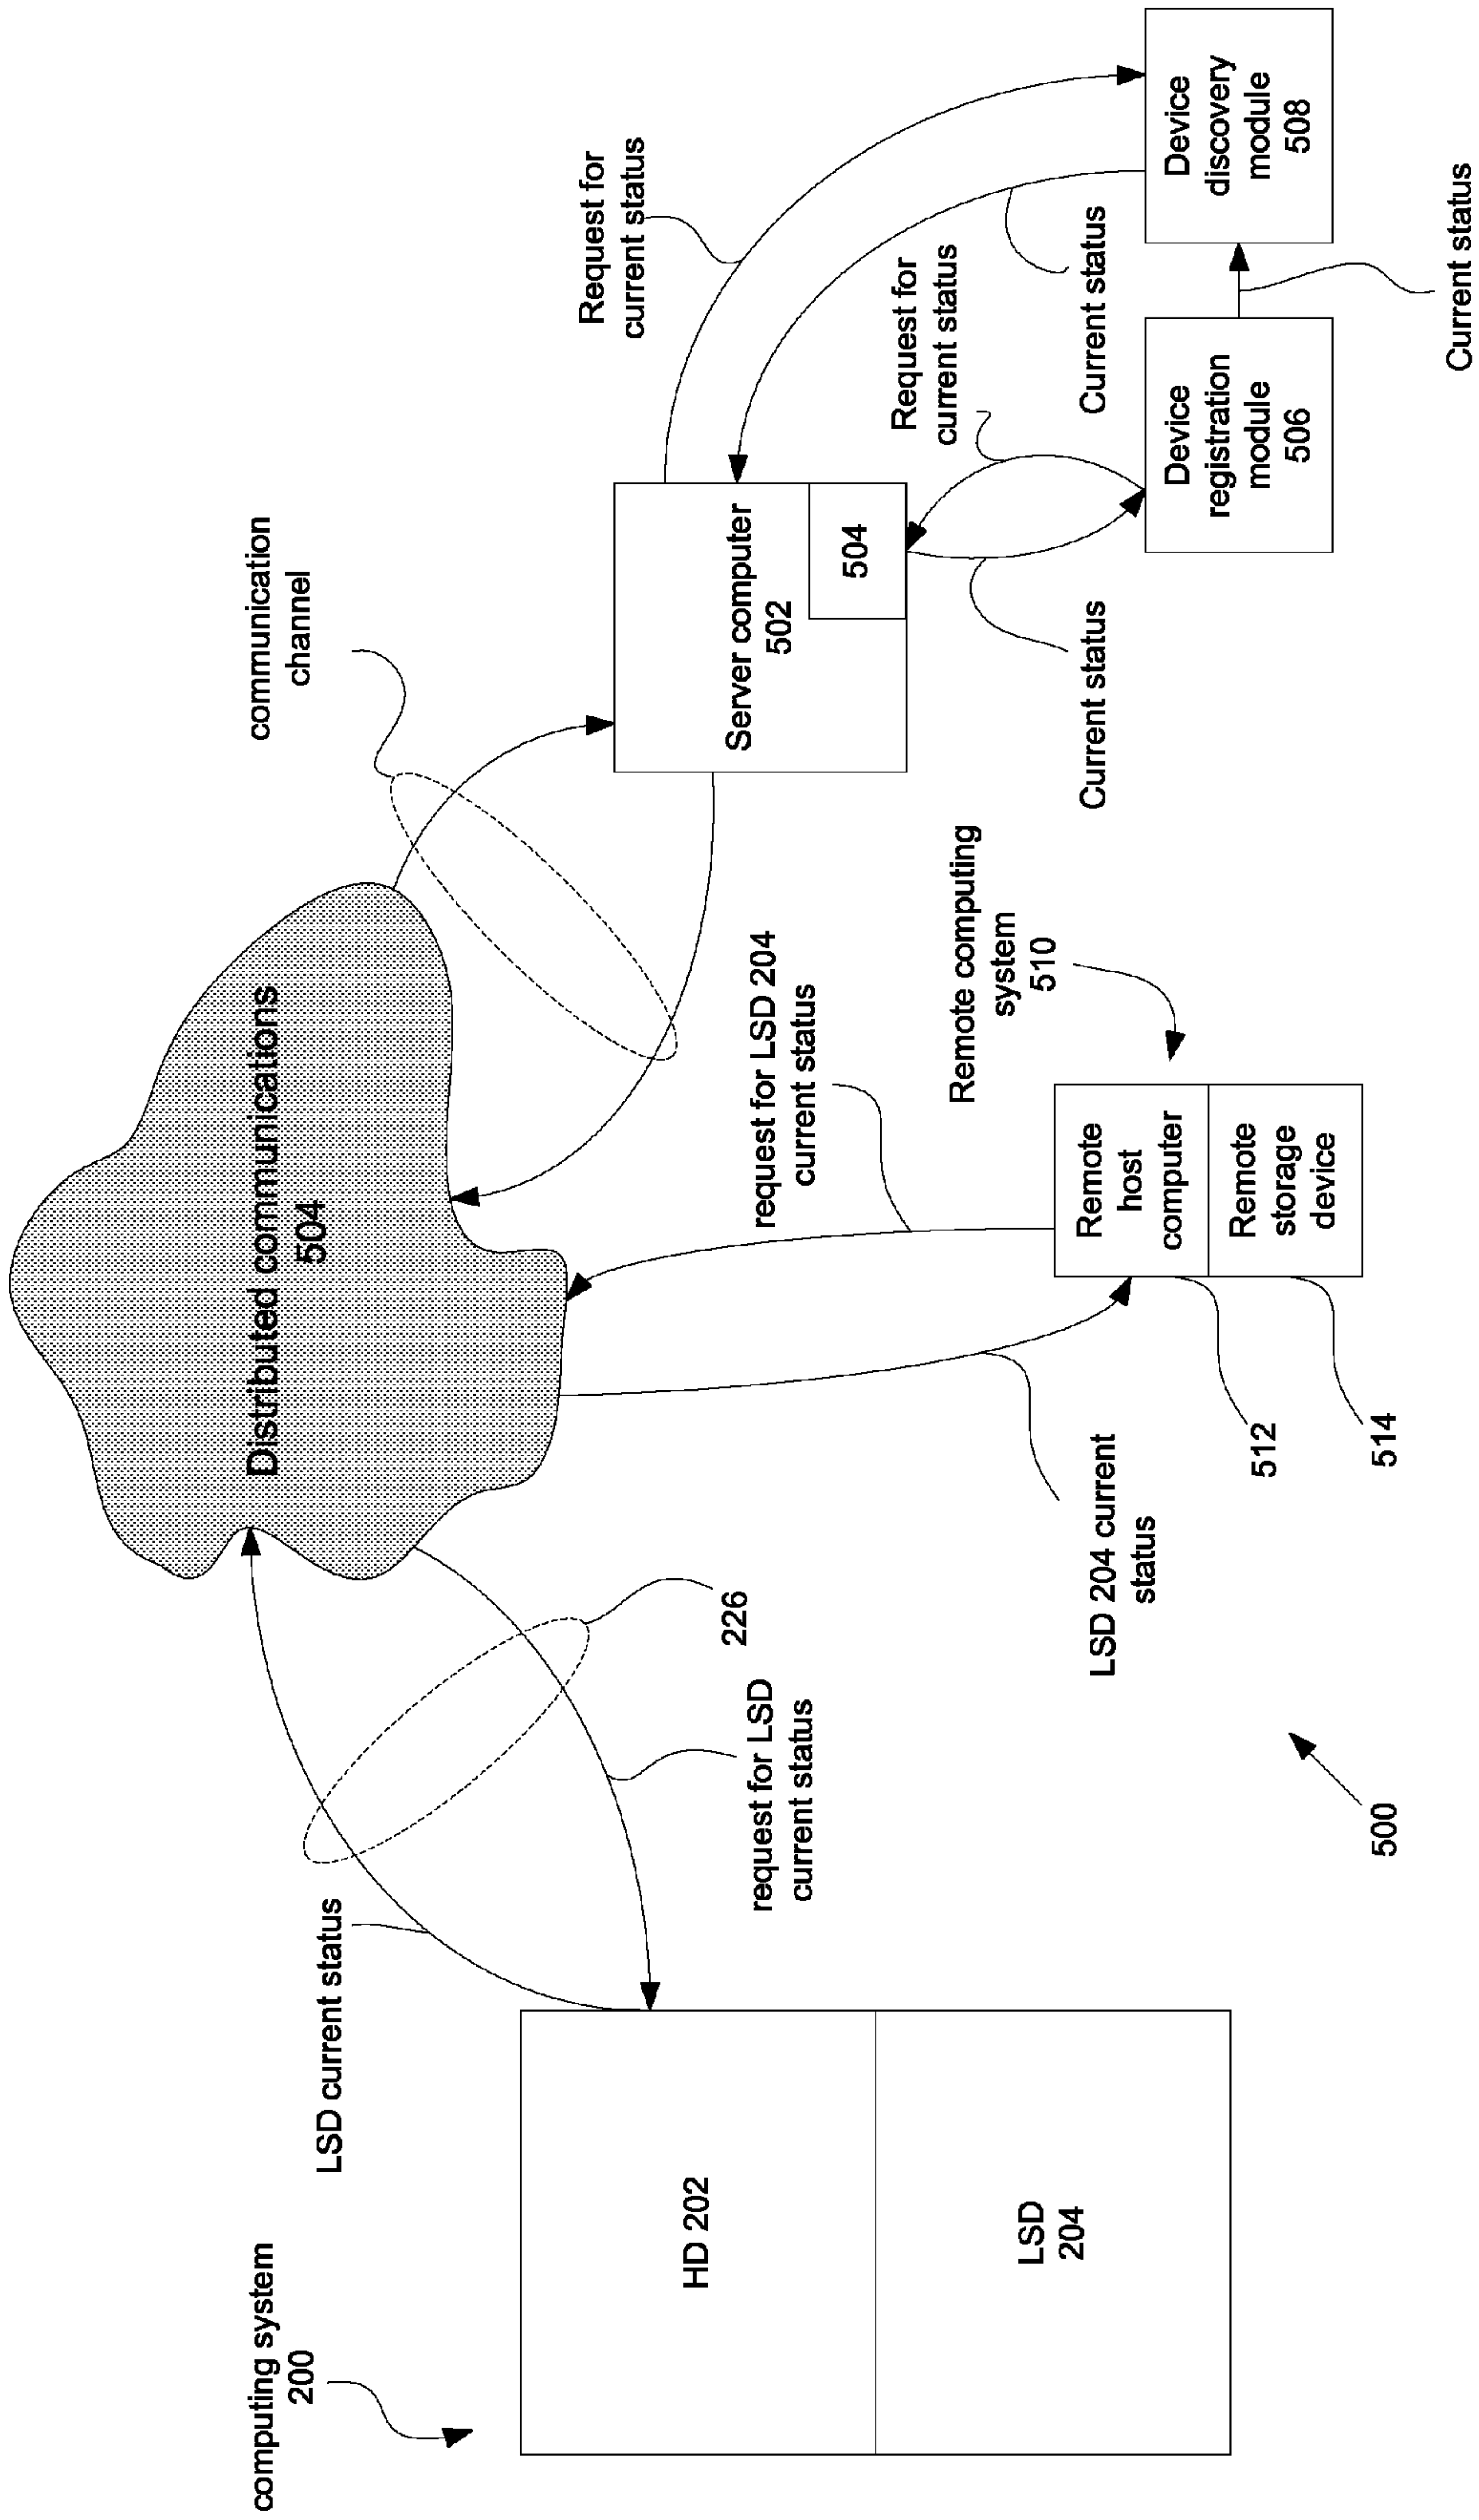 computing system
200
HD 202
LSD
204
LSD current status
request for LSD
current status
226
Distributed communications
504
communication
channel
Server computer
502
504
Request for
current status
Request for
current status
Current status
Current status
Device
registration
module
506
Device
discovery
module
508
Current status
request for LSD 204
current status
Remote computing
system
510
Remote
host
computer
Remote
storage
device
512
514
LSD 204 current
status
500